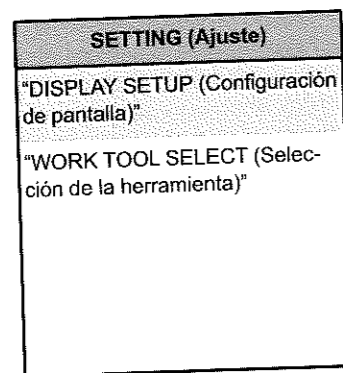 SETTING (Ajuste)
“DISPLAY SETUP (Configuración
de pantalla)”
“WORK TOOL SELECT (Selec-
ción de la herramienta)”